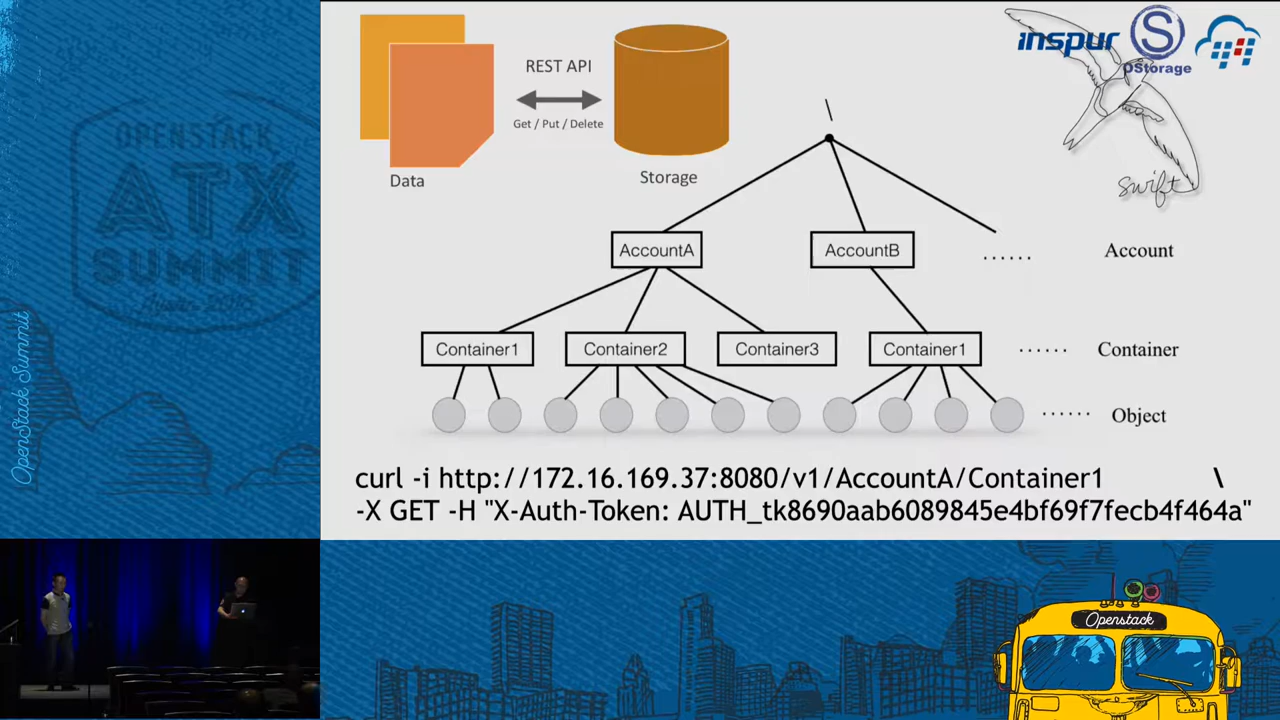 OPENSTACK
ATX
SUMMIT
Austin 2016
OpenStack Summit
REST API
Get / Put / Delete
Data
Storage
inspur
OStorage
swift
\
AccountA
AccountB
......
Account
Container1
Container2
Container3
Container1
......
Container
......
Object
curl -i http://172.16.169.37:8080/v1/AccountA/Container1 \
-X GET -H "X-Auth-Token: AUTH_tk8690aab6089845e4bf69f7fecb4f464a"
Openstack